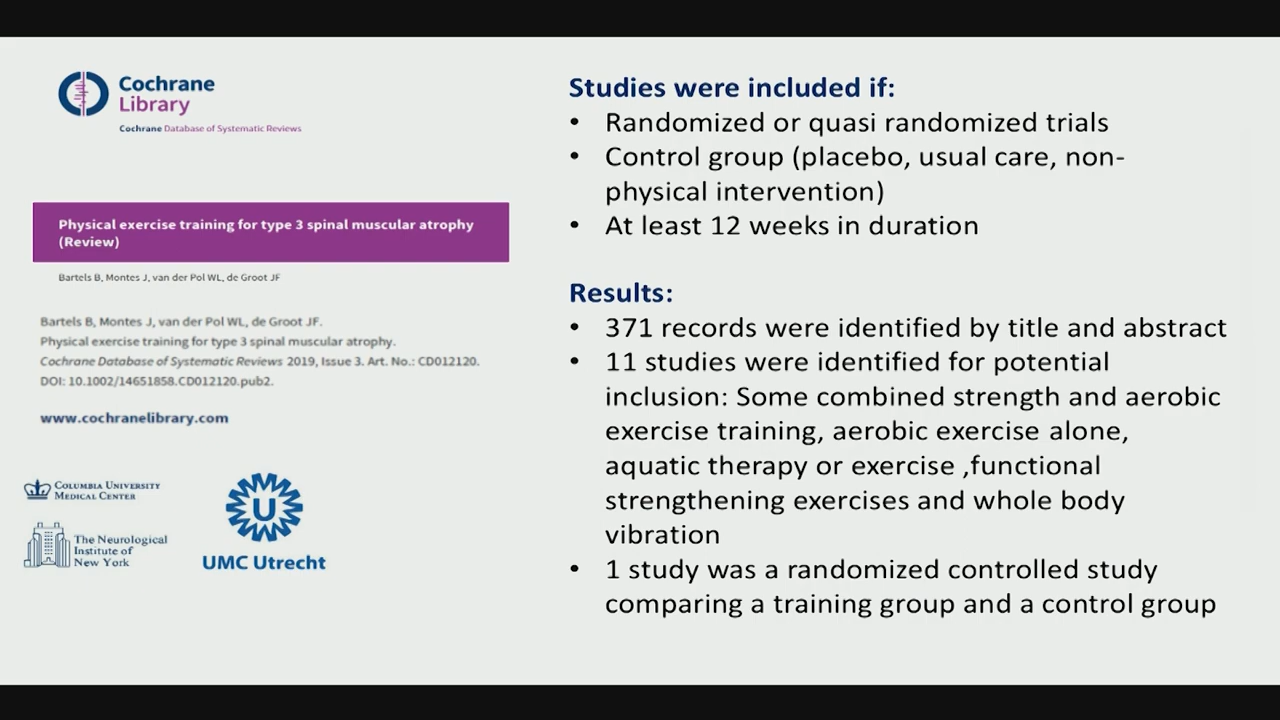 Cochrane
Library
Cochrane Database of Systematic Reviews
Physical exercise training for type 3 spinal muscular atrophy
(Review)
Bartels B, Montes J, van der Pol WL, de Groot JF
Bartels B, Montes J, van der Pol WL, de Groot JF.
Physical exercise training for type 3 spinal muscular atrophy.
Cochrane Database of Systematic Reviews 2019, Issue 3. Art. No.: CD012120.
DOI: 10.1002/14651858.CD012120.pub2.
www.cochranelibrary.com
COLUMBIA UNIVERSITY
MEDICAL CENTER
The Neurological
Institute of
New York
U
UMC Utrecht
Studies were included if:
• Randomized or quasi randomized trials
• Control group (placebo, usual care, non-
physical intervention)
• At least 12 weeks in duration
Results:
• 371 records were identified by title and abstract
• 11 studies were identified for potential
inclusion: Some combined strength and aerobic
exercise training, aerobic exercise alone,
aquatic therapy or exercise ,functional
strengthening exercises and whole body
vibration
• 1 study was a randomized controlled study
comparing a training group and a control group